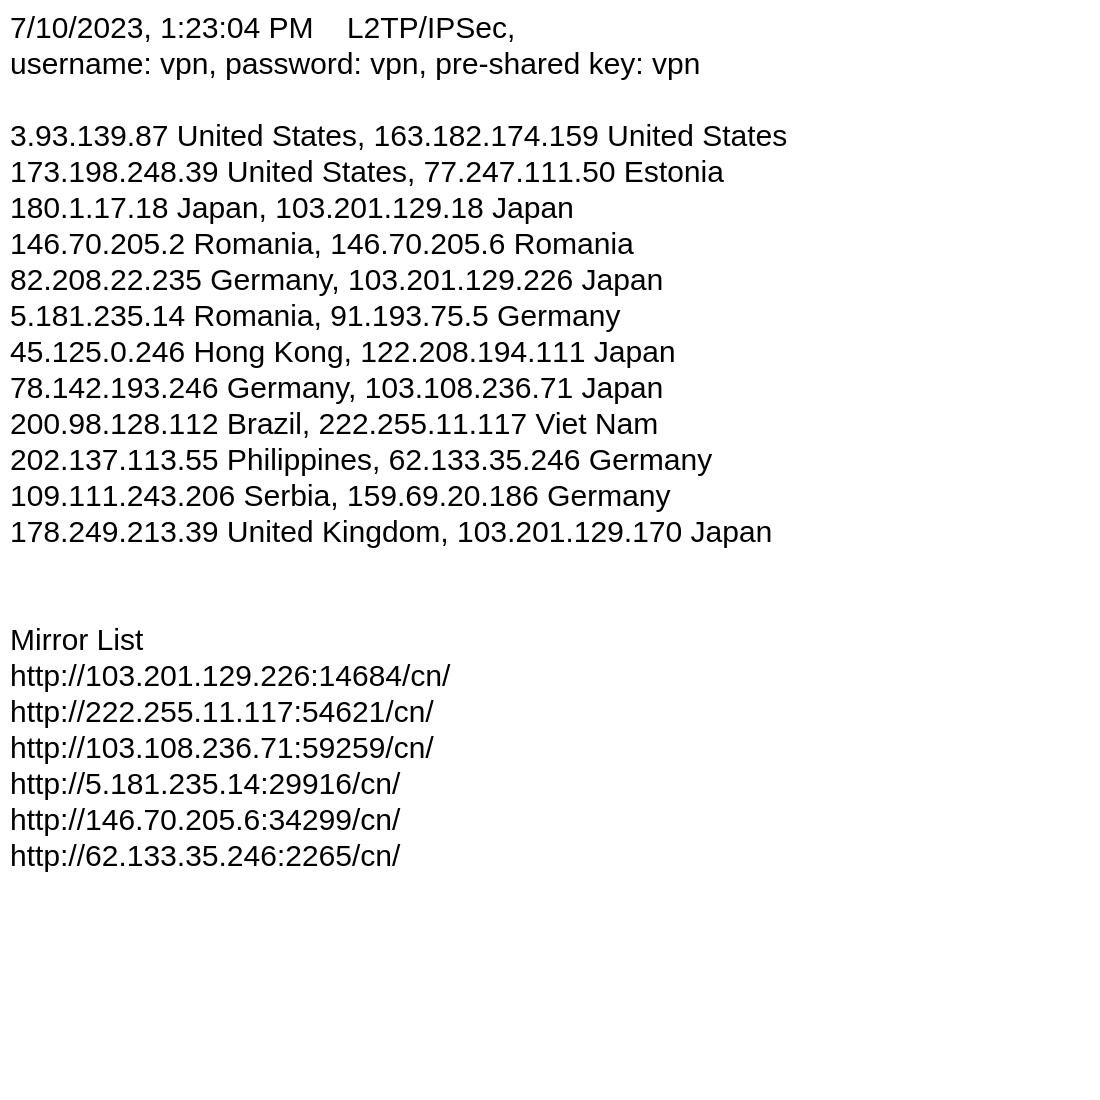 7/10/2023, 1:23:04 PM    L2TP/IPSec,
username: vpn, password: vpn, pre-shared key: vpn
3.93.139.87 United States, 163.182.174.159 United States
173.198.248.39 United States, 77.247.111.50 Estonia
180.1.17.18 Japan, 103.201.129.18 Japan
146.70.205.2 Romania, 146.70.205.6 Romania
82.208.22.235 Germany, 103.201.129.226 Japan
5.181.235.14 Romania, 91.193.75.5 Germany
45.125.0.246 Hong Kong, 122.208.194.111 Japan
78.142.193.246 Germany, 103.108.236.71 Japan
200.98.128.112 Brazil, 222.255.11.117 Viet Nam
202.137.113.55 Philippines, 62.133.35.246 Germany
109.111.243.206 Serbia, 159.69.20.186 Germany
178.249.213.39 United Kingdom, 103.201.129.170 Japan
Mirror List
http://103.201.129.226:14684/cn/
http://222.255.11.117:54621/cn/
http://103.108.236.71:59259/cn/
http://5.181.235.14:29916/cn/
http://146.70.205.6:34299/cn/
http://62.133.35.246:2265/cn/